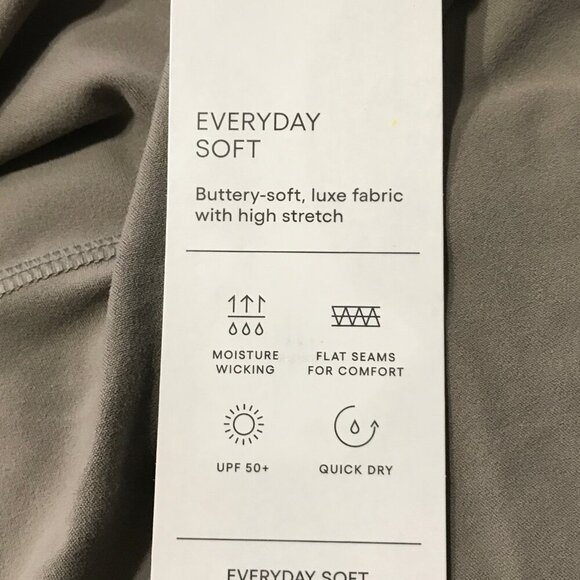 EVERYDAY
SOFT
Buttery-soft, luxe fabric
with high stretch
MOISTURE
WICKING
FLAT SEAMS
FOR COMFORT
UPF 50+
QUICK DRY
EVERYDAY SOFT